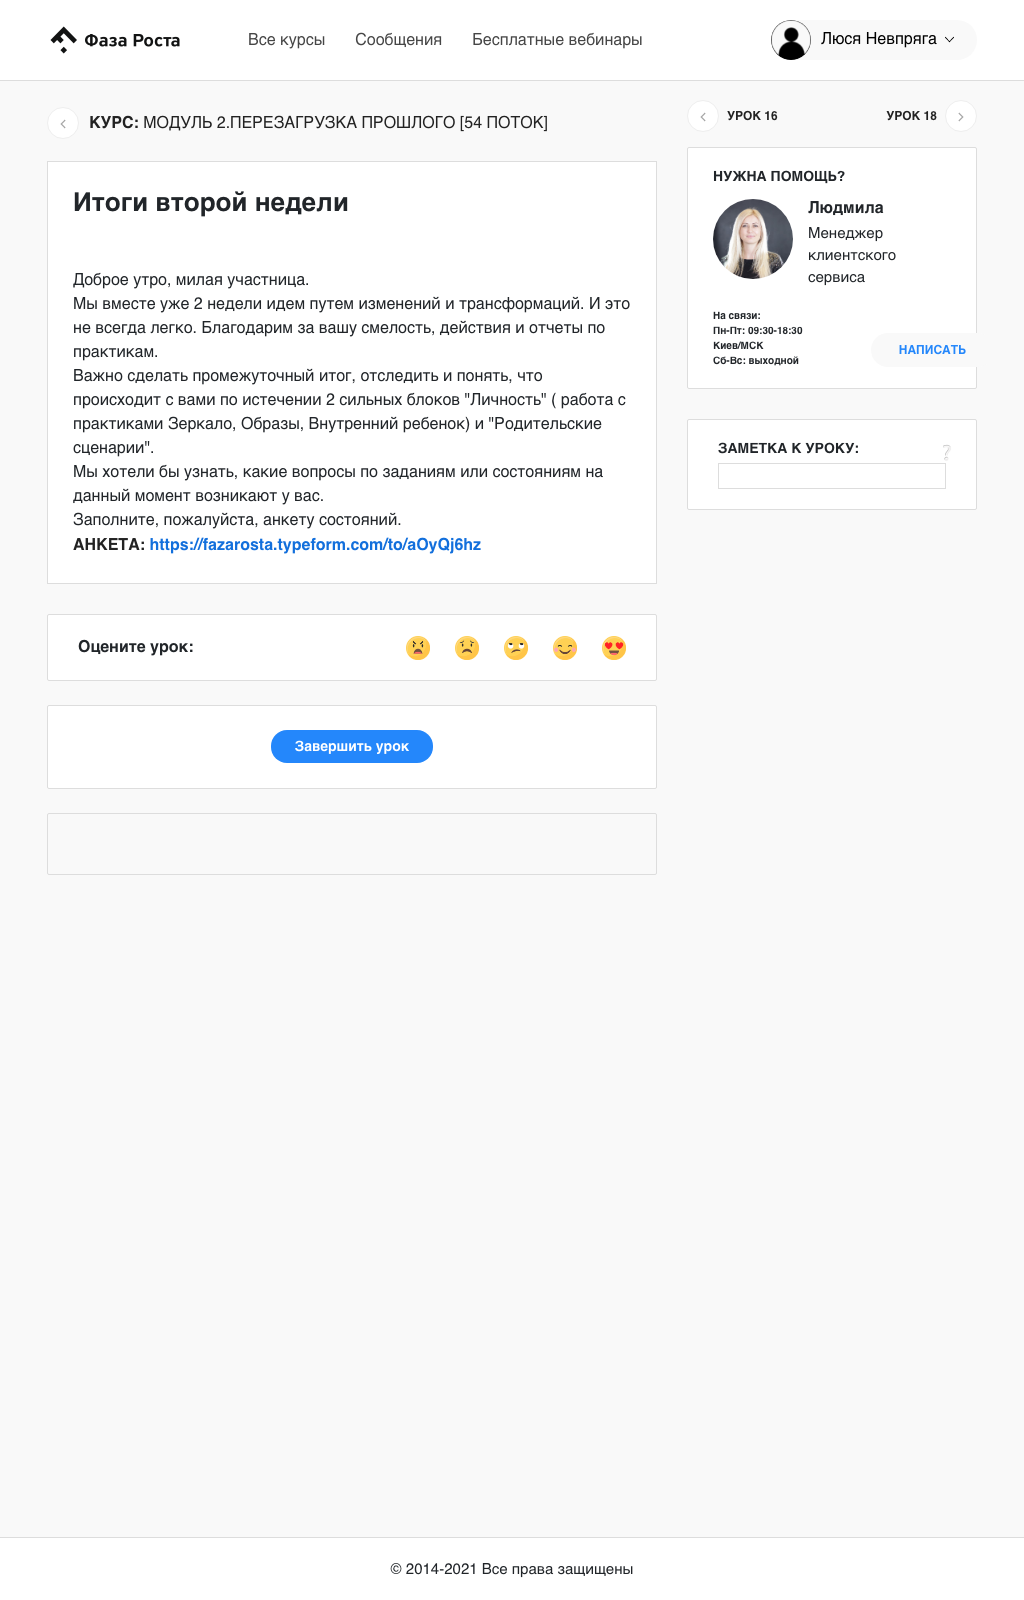 Фаза Роста
Все курсы
Сообщения
Бесплатные вебинары
Люся Невпряга
КУРС: МОДУЛЬ 2.ПЕРЕЗАГРУЗКА ПРОШЛОГО [54 ПОТОК]
УРОК 16
УРОК 18
Итоги второй недели
Доброе утро, милая участница.
Мы вместе уже 2 недели идем путем изменений и трансформаций. И это
не всегда легко. Благодарим за вашу смелость, действия и отчеты по
практикам.
Важно сделать промежуточный итог, отследить и понять, что
происходит с вами по истечении 2 сильных блоков "Личность" ( работа с
практиками Зеркало, Образы, Внутренний ребенок) и "Родительские
сценарии".
Мы хотели бы узнать, какие вопросы по заданиям или состояниям на
данный момент возникают у вас.
Заполните, пожалуйста, анкету состояний.
АНКЕТА: https://fazarosta.typeform.com/to/aOyQj6hz
Оцените урок:
Завершить урок
НУЖНА ПОМОЩЬ?
Людмила
Менеджер
клиентского
сервиса
На связи:
Пн-Пт: 09:30-18:30
Киев/МСК
Сб-Вс: выходной
НАПИСАТЬ
ЗАМЕТКА К УРОКУ:
?
© 2014-2021 Все права защищены